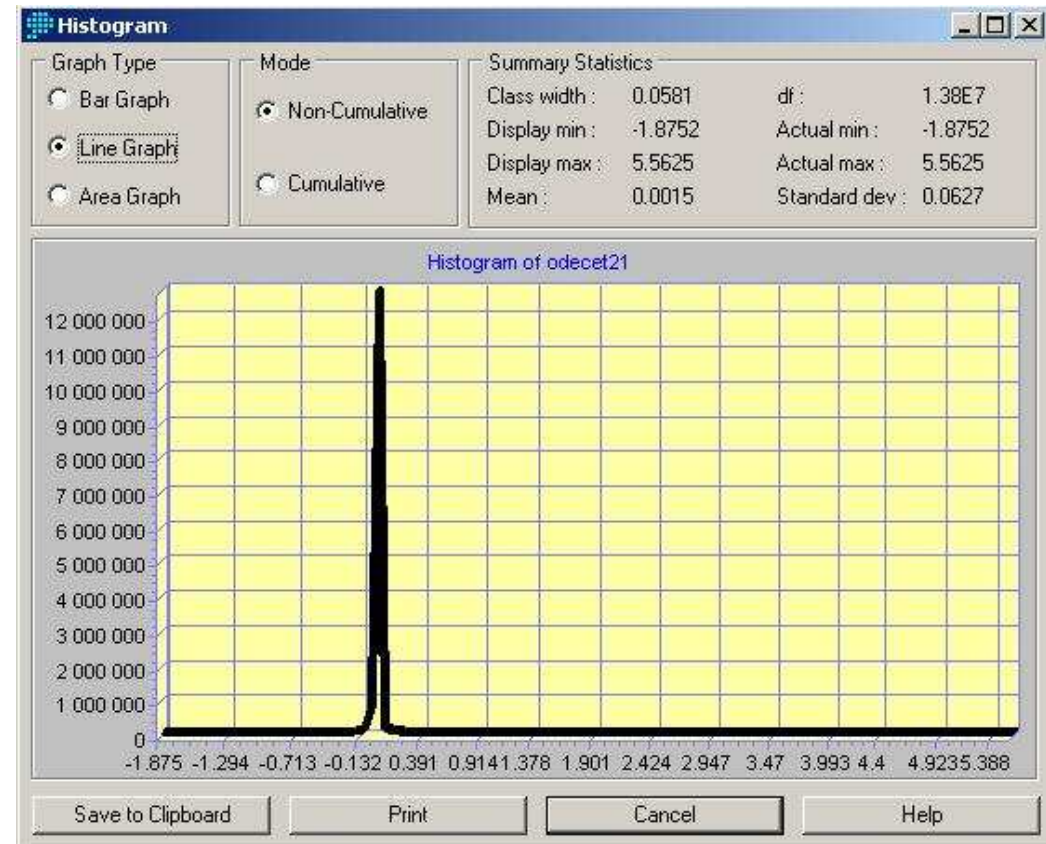 Histogram
Graph Type
Bar Graph
Line Graph
Area Graph
Mode
Non-Cumulative
Cumulative
Summary Statistics
Class width : 0.0581 df : 1.38E7
Display min : -1.8752 Actual min : -1.8752
Display max : 5.5625 Actual max : 5.5625
Mean : 0.0015 Standard dev : 0.0627
Histogram of odecet21
12 000 000
11 000 000
10 000 000
9 000 000
8 000 000
7 000 000
6 000 000
5 000 000
4 000 000
3 000 000
2 000 000
1 000 000
0
-1.875 -1.294 -0.713 -0.132 0.391 0.914 1.378 1.901 2.424 2.947 3.47 3.993 4.4 4.923 5.388
Save to Clipboard Print Cancel Help